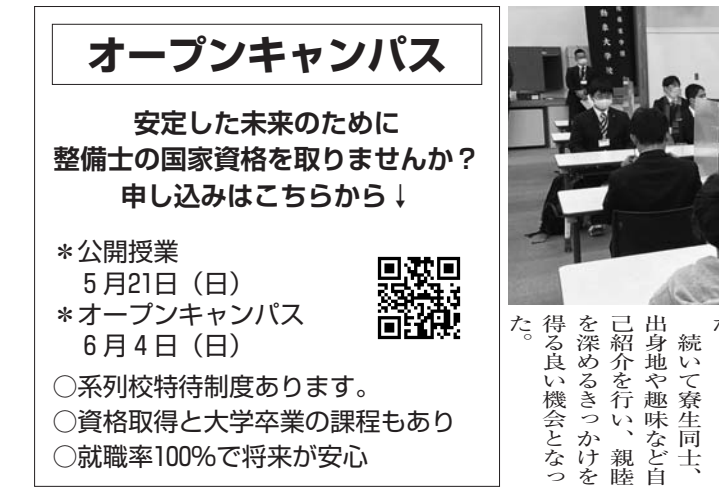 オープンキャンパス
安定した未来のために
整備士の国家資格を取りませんか？
申し込みはこちらから↓
＊公開授業
5月21日（日）
＊オープンキャンパス
6月4日（日）
○系列校特待制度あります。
○資格取得と大学卒業の課程もあり
○就職率100%で将来が安心
続いて寮生同士、
出身地や趣味など自
己紹介を行い、親睦
を深めるきっかけを
得る良い機会となっ
た。